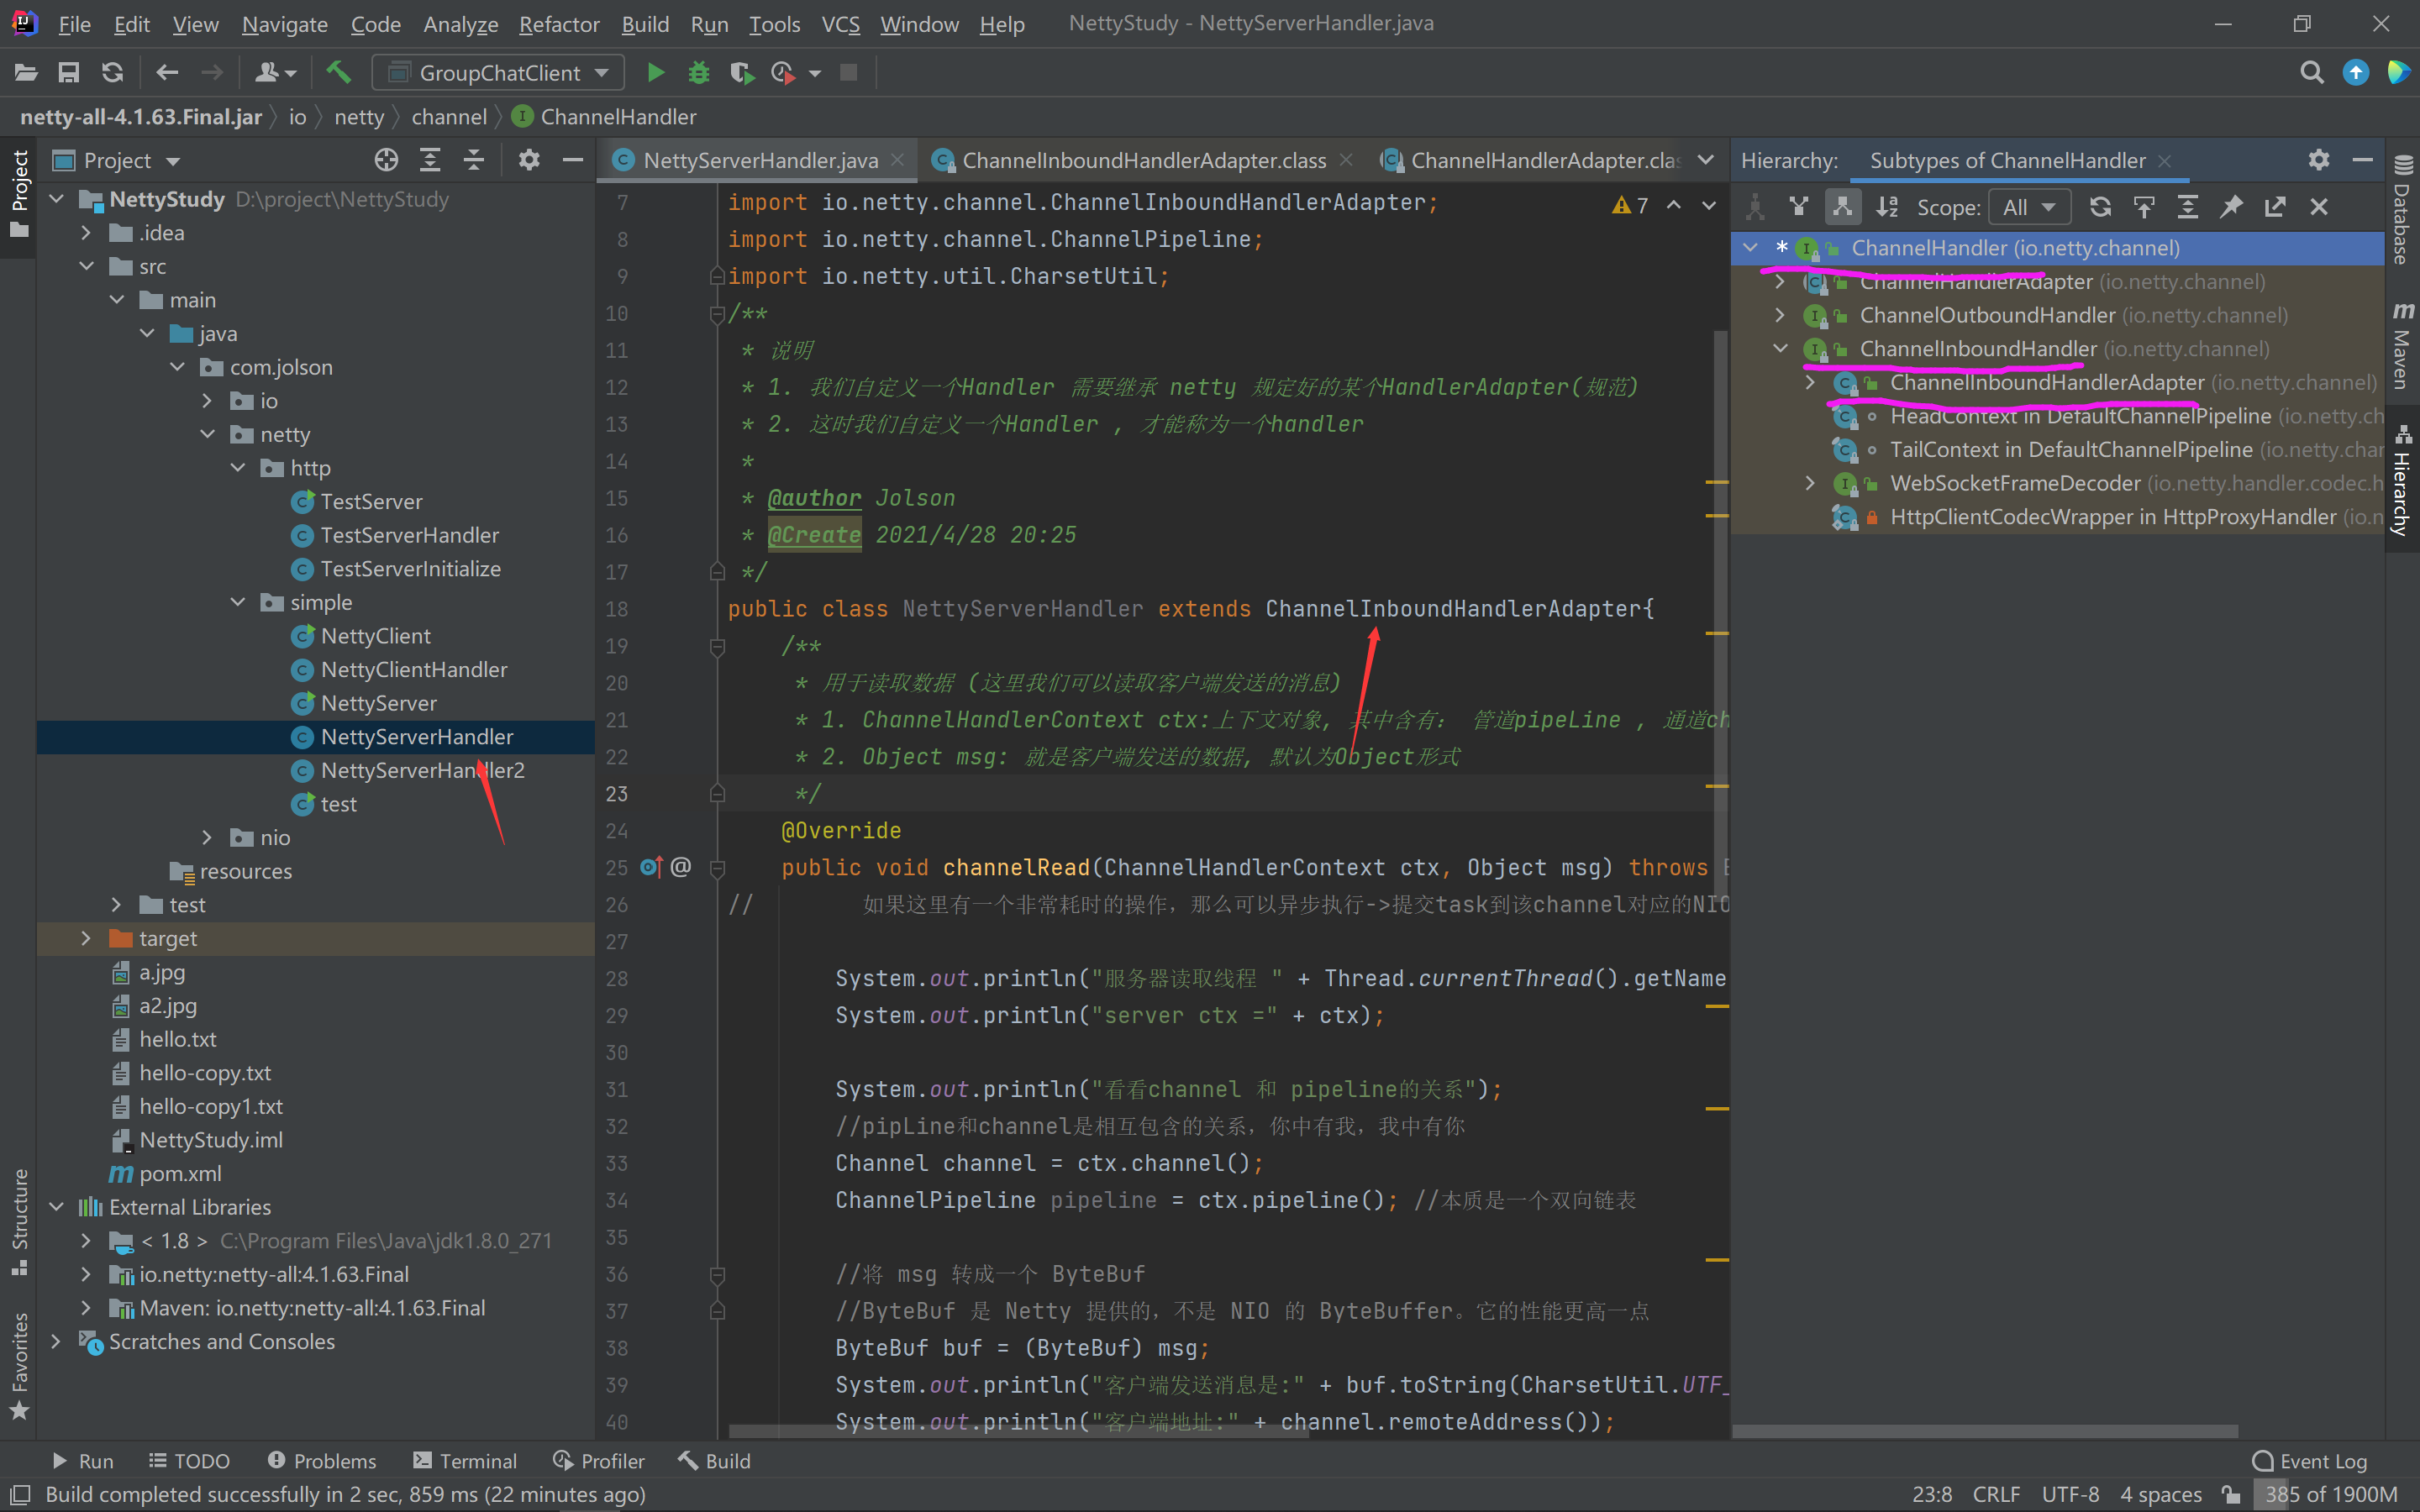 File Edit View Navigate Code Analyze Refactor Build Run Tools VCS Window Help NettyStudy - NettyServerHandler.java
GroupChatClient
netty-all-4.1.63.Final.jar io netty channel ChannelHandler
Project
NettyStudy D:\project\NettyStudy
.idea
src
main
java
com.jolson
io
netty
http
TestServer
TestServerHandler
TestServerInitialize
simple
NettyClient
NettyClientHandler
NettyServer
NettyServerHandler
NettyServerHandler2
test
nio
resources
test
target
a.jpg
a2.jpg
hello.txt
hello-copy.txt
hello-copy1.txt
NettyStudy.iml
pom.xml
External Libraries
< 1.8 > C:\Program Files\Java\jdk1.8.0_271
io.netty:netty-all:4.1.63.Final
Maven: io.netty:netty-all:4.1.63.Final
Scratches and Consoles
Project
Structure
Favorites
NettyServerHandler.java ChannelInboundHandlerAdapter.class ChannelHandlerAdapter.clas
7
7 import io.netty.channel.ChannelInboundHandlerAdapter;
8 import io.netty.channel.ChannelPipeline;
9 import io.netty.util.CharsetUtil;
10 /**
11 * 说明
12 * 1. 我们自定义一个Handler 需要继承 netty 规定好的某个HandlerAdapter(规范)
13 * 2. 这时我们自定义一个Handler , 才能称为一个handler
14 *
15 * @author Jolson
16 * @Create 2021/4/28 20:25
17 */
18 public class NettyServerHandler extends ChannelInboundHandlerAdapter{
19 /**
20 * 用于读取数据 (这里我们可以读取客户端发送的消息)
21 * 1. ChannelHandlerContext ctx:上下文对象, 其中含有: 管道pipeLine , 通道ch
22 * 2. Object msg: 就是客户端发送的数据, 默认为Object形式
23 */
24 @Override
25 @ public void channelRead(ChannelHandlerContext ctx, Object msg) throws E
26 // 如果这里有一个非常耗时的操作，那么可以异步执行->提交task到该channel对应的NIO
27
28 System.out.println("服务器读取线程 " + Thread.currentThread().getName
29 System.out.println("server ctx =" + ctx);
30
31 System.out.println("看看channel 和 pipeline的关系");
32 //pipLine和channel是相互包含的关系，你中有我，我中有你
33 Channel channel = ctx.channel();
34 ChannelPipeline pipeline = ctx.pipeline(); //本质是一个双向链表
35
36 //将 msg 转成一个 ByteBuf
37 //ByteBuf 是 Netty 提供的，不是 NIO 的 ByteBuffer。它的性能更高一点
38 ByteBuf buf = (ByteBuf) msg;
39 System.out.println("客户端发送消息是:" + buf.toString(CharsetUtil.UTF_
40 System.out.println("客户端地址:" + channel.remoteAddress());
Hierarchy: Subtypes of ChannelHandler
Scope: All
* ChannelHandler (io.netty.channel)
ChannelHandlerAdapter (io.netty.channel)
ChannelOutboundHandler (io.netty.channel)
ChannelInboundHandler (io.netty.channel)
ChannelInboundHandlerAdapter (io.netty.channel)
HeadContext in DefaultChannelPipeline (io.netty.ch
TailContext in DefaultChannelPipeline (io.netty.char
WebSocketFrameDecoder (io.netty.handler.codec.h
HttpClientCodecWrapper in HttpProxyHandler (io.n
Database
Maven
Hierarchy
Run TODO Problems Terminal Profiler Build Event Log
Build completed successfully in 2 sec, 859 ms (22 minutes ago) 23:8 CRLF UTF-8 4 spaces 385 of 1900M